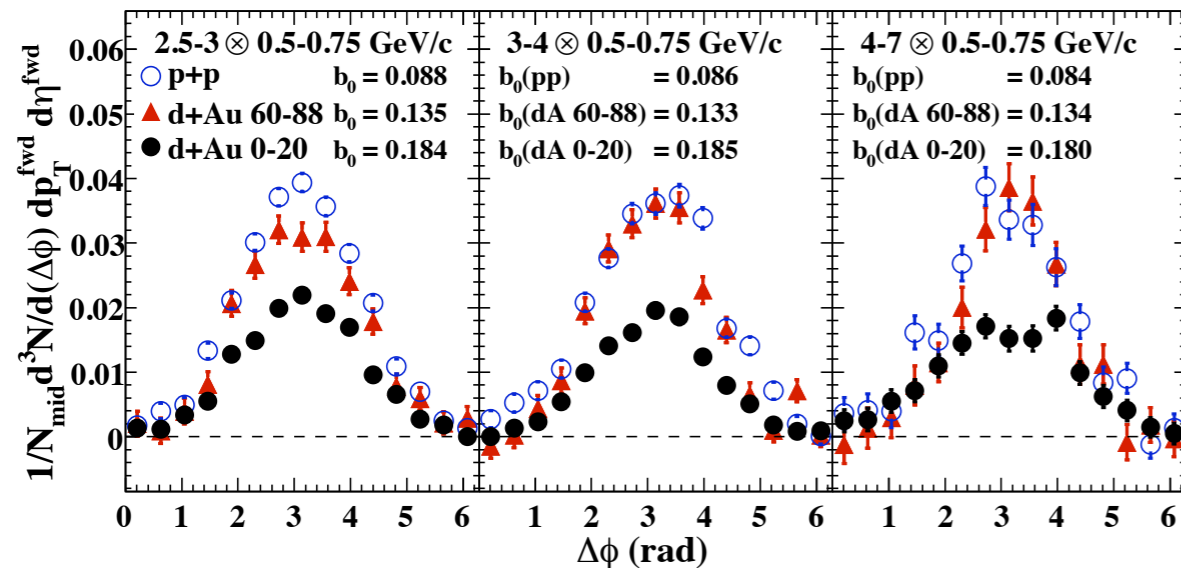 1/N_mid d³N/d(Δφ) dp_T^fwd dη^fwd
0.06
0.05
0.04
0.03
0.02
0.01
0
2.5-3 ⊗ 0.5-0.75 GeV/c
p+p b₀ = 0.088
d+Au 60-88 b₀ = 0.135
d+Au 0-20 b₀ = 0.184
3-4 ⊗ 0.5-0.75 GeV/c
b₀(pp) = 0.086
b₀(dA 60-88) = 0.133
b₀(dA 0-20) = 0.185
4-7 ⊗ 0.5-0.75 GeV/c
b₀(pp) = 0.084
b₀(dA 60-88) = 0.134
b₀(dA 0-20) = 0.180
0 1 2 3 4 5 6 1 2 3 4 5 6 1 2 3 4 5 6
Δφ (rad)